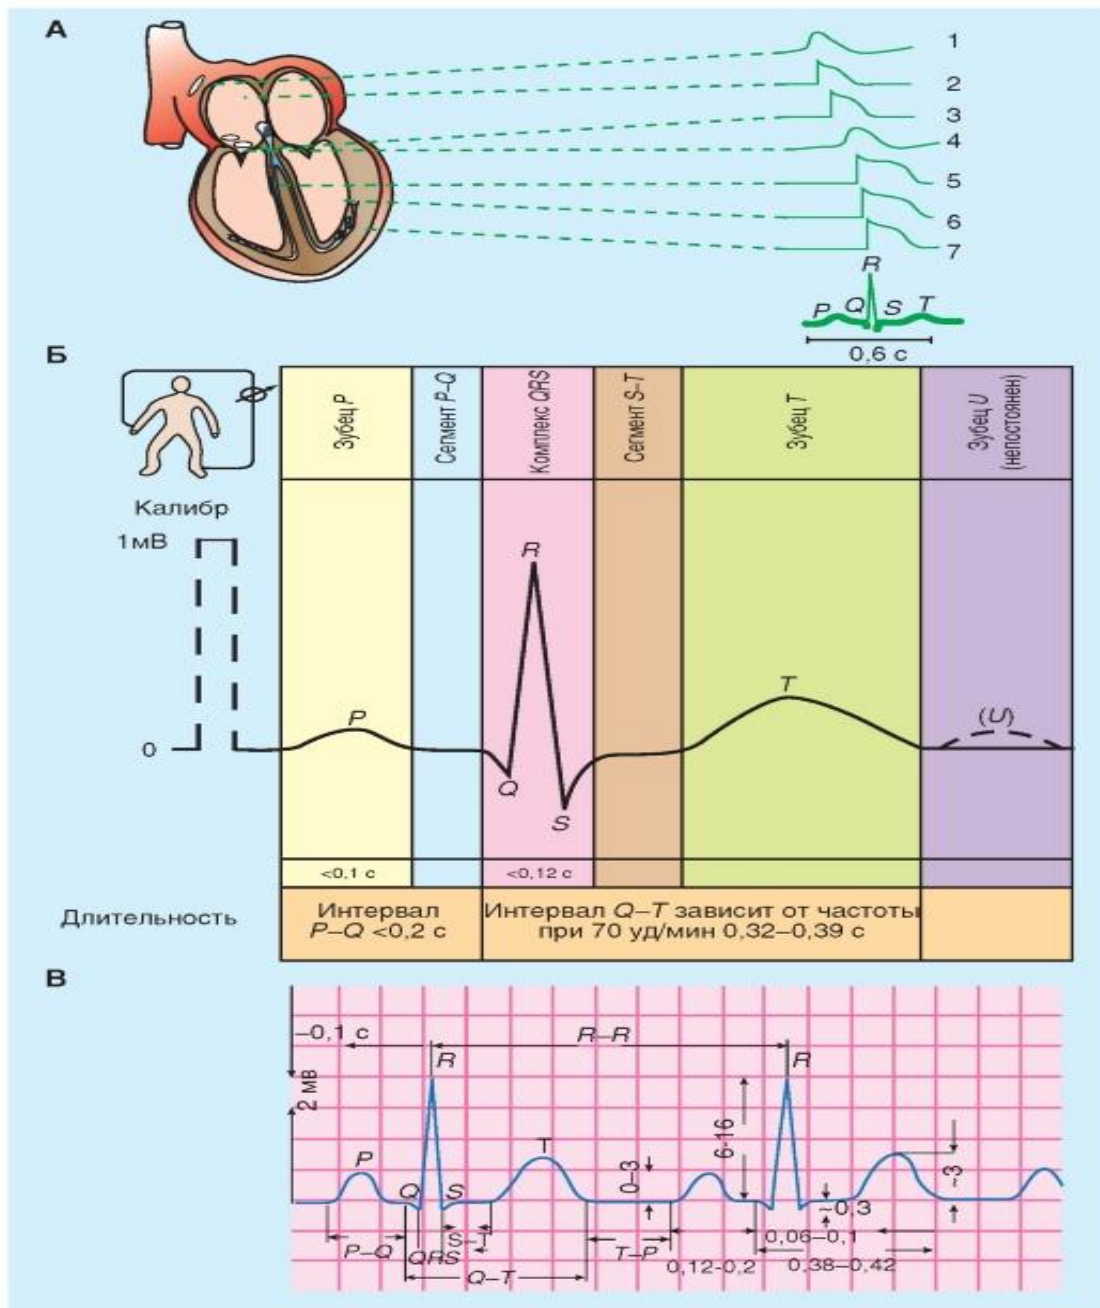 А
1
2
3
4
5
6
7
R
P Q S T
0,6 с
Б
Зубец P
Сегмент P–Q
Комплекс QRS
Сегмент S–T
Зубец T
Зубец U
(непостоянен)
Калибр
1мВ
R
T
P
(U)
0
Q
S
<0,1 с
<0,12 с
Длительность
Интервал
P–Q <0,2 с
Интервал Q–T зависит от частоты
при 70 уд/мин 0,32–0,39 с
В
–0,1 с
R–R
R
R
2 мв
6-16
T
P
0–3
~3
Q
S
~0,3
S–T
0,06–0,1
P–Q
QRS
T–P
0,12-0,2
0,38–0,42
Q–T